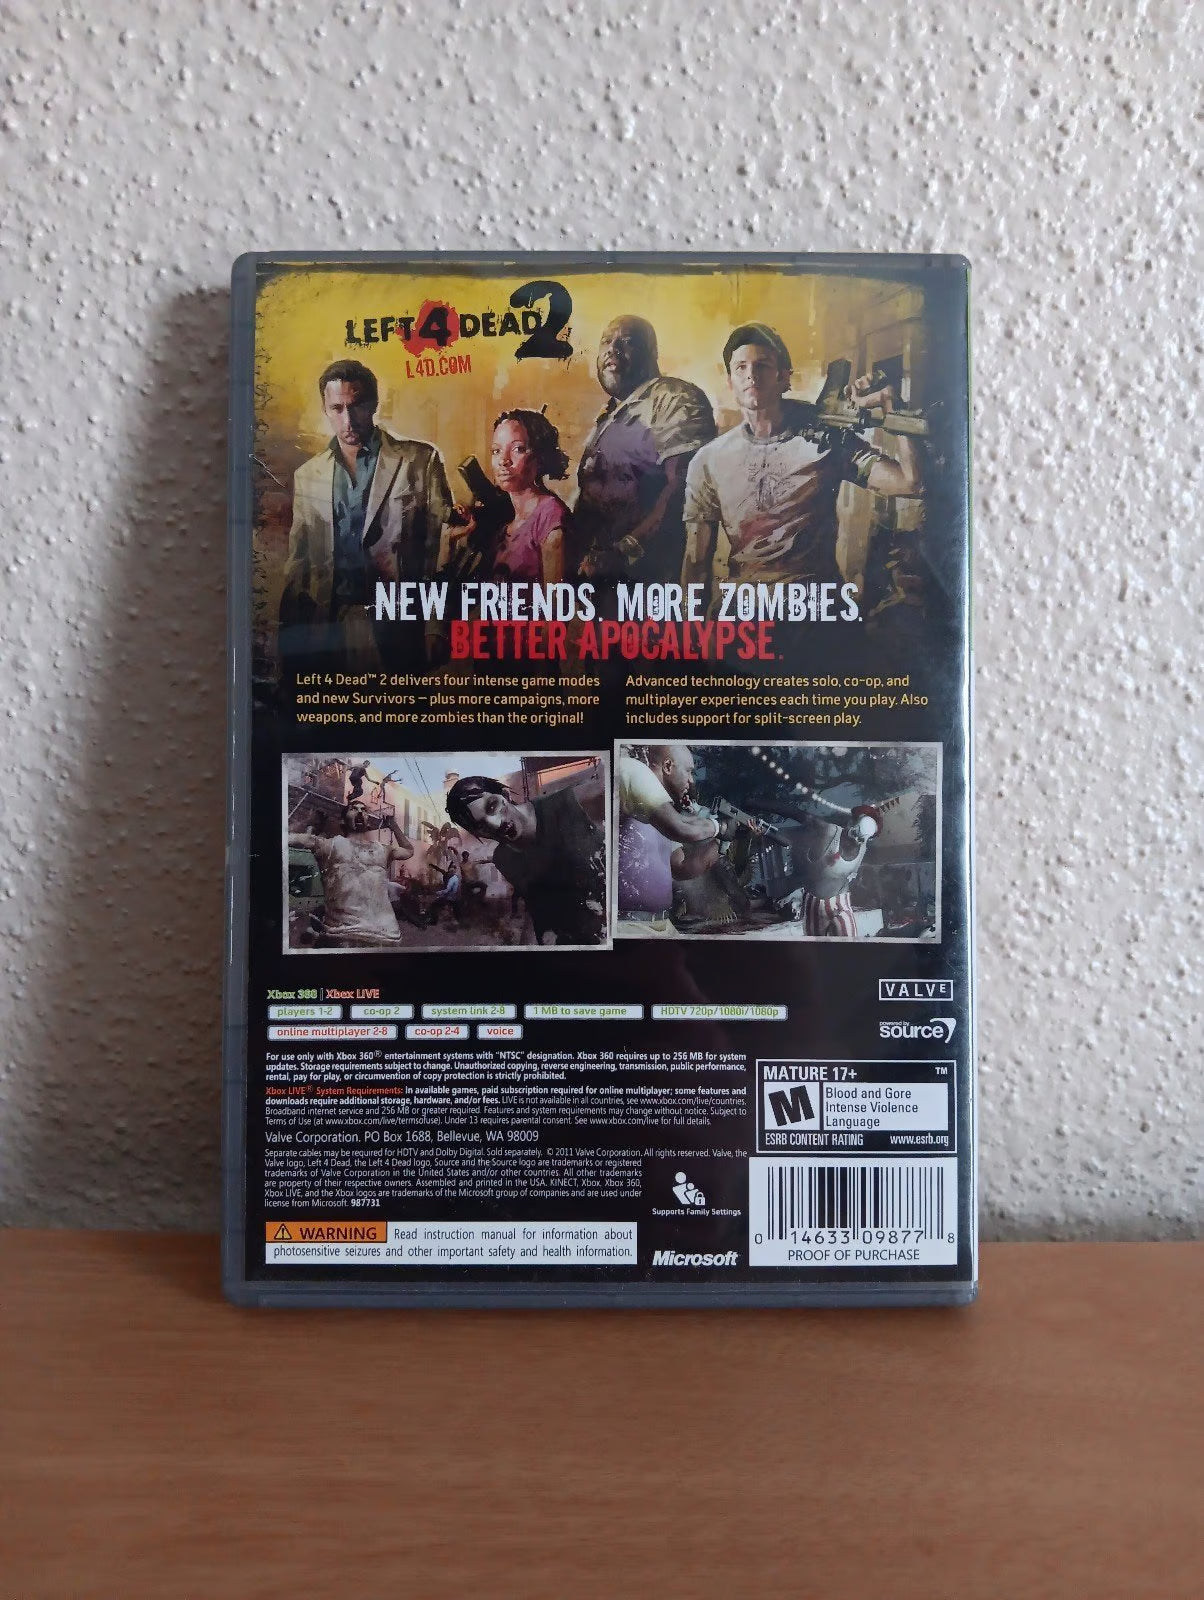 LEFT 4 DEAD 2
L4D.COM
NEW FRIENDS. MORE ZOMBIES.
BETTER APOCALYPSE.
Left 4 Dead™ 2 delivers four intense game modes
and new Survivors – plus more campaigns, more
weapons, and more zombies than the original!
Advanced technology creates solo, co-op, and
multiplayer experiences each time you play. Also
includes support for split-screen play.
Xbox 360 | Xbox LIVE
players 1-2 co-op 2 system link 2-8 1 MB to save game HDTV 720p/1080i/1080p
online multiplayer 2-8 co-op 2-4 voice
VALVE
powered by
source
For use only with Xbox 360® entertainment systems with "NTSC" designation. Xbox 360 requires up to 256 MB for system
updates. Storage requirements subject to change. Unauthorized copying, reverse engineering, transmission, public performance,
rental, pay for play, or circumvention of copy protection is strictly prohibited.
Xbox LIVE® System Requirements: In available games, paid subscription required for online multiplayer; some features and
downloads require additional storage, hardware, and/or fees. LIVE is not available in all countries, see www.xbox.com/live/countries.
Broadband internet service and 256 MB or greater required. Features and system requirements may change without notice. Subject to
Terms of Use (at www.xbox.com/live/termsofuse). Under 13 requires parental consent. See www.xbox.com/live for full details.
Valve Corporation. PO Box 1688, Bellevue, WA 98009
Separate cables may be required for HDTV and Dolby Digital. Sold separately. © 2011 Valve Corporation. All rights reserved. Valve, the
Valve logo, Left 4 Dead, the Left 4 Dead logo, Source and the Source logo are trademarks or registered
trademarks of Valve Corporation in the United States and/or other countries. All other trademarks
are property of their respective owners. Assembled and printed in the USA. KINECT, Xbox, Xbox 360,
Xbox LIVE, and the Xbox logos are trademarks of the Microsoft group of companies and are used under
license from Microsoft. 987731
Supports Family Settings
WARNING Read instruction manual for information about
photosensitive seizures and other important safety and health information.
Microsoft
MATURE 17+ ™
M
Blood and Gore
Intense Violence
Language
ESRB CONTENT RATING www.esrb.org
0 14633 09877 8
PROOF OF PURCHASE